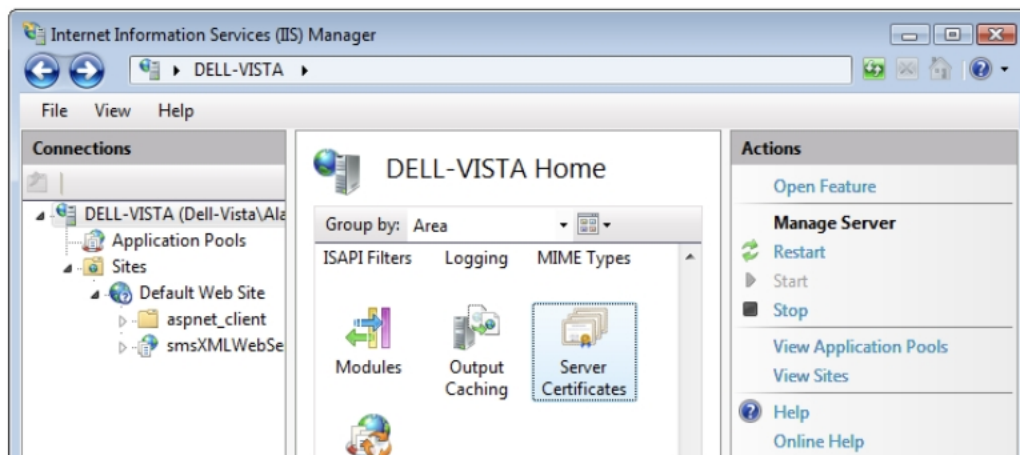 Internet Information Services (IIS) Manager
DELL-VISTA
File View Help
Connections
DELL-VISTA (Dell-Vista\Ala
Application Pools
Sites
Default Web Site
aspnet_client
smsXMLWebSe
DELL-VISTA Home
Group by: Area
ISAPI Filters Logging MIME Types
Modules
Output
Caching
Server
Certificates
Actions
Open Feature
Manage Server
Restart
Start
Stop
View Application Pools
View Sites
Help
Online Help